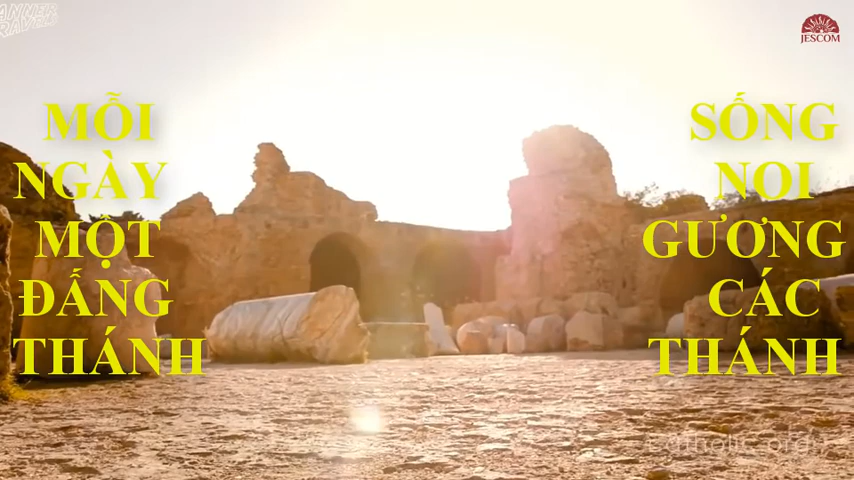 JESCOM
MỖI
NGÀY
MỘT
ĐẤNG
THÁNH
SỐNG
NOI
GƯƠNG
CÁC
THÁNH
catholic.org